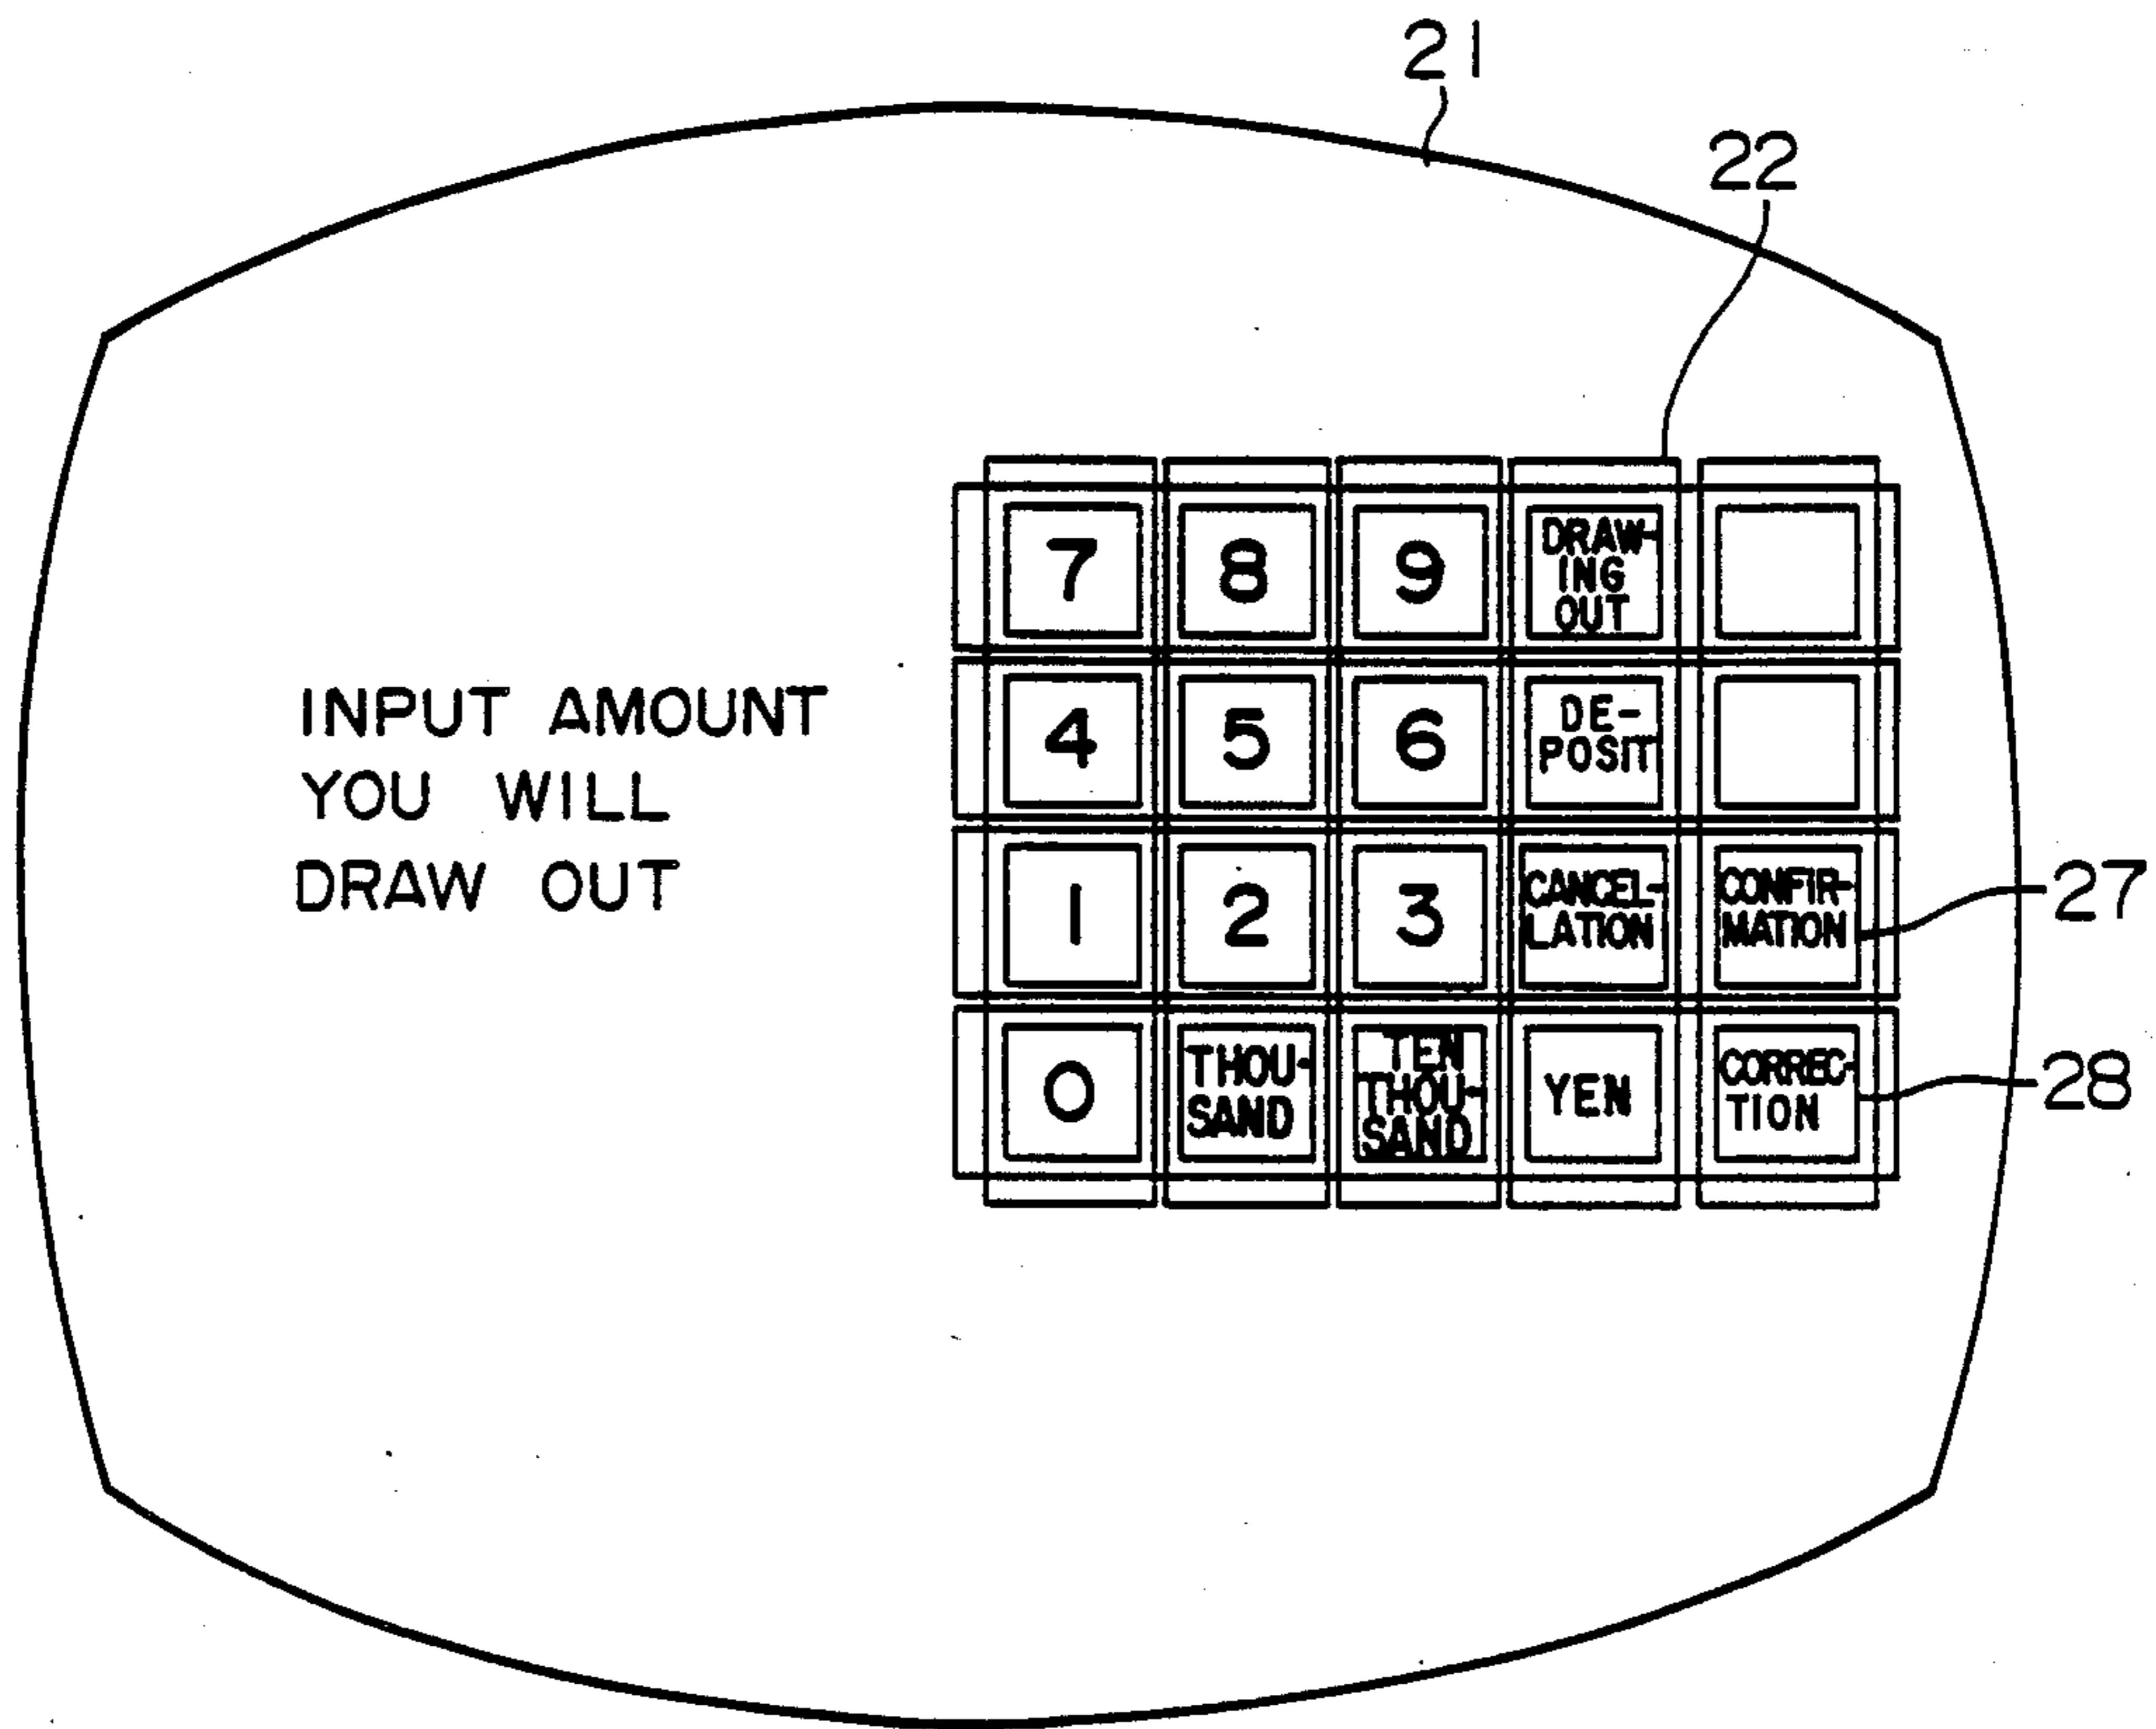 21
22
INPUT AMOUNT
YOU WILL
DRAW OUT
7
8
9
DRAW-
ING
OUT
4
5
6
DE-
POSIT
1
2
3
CANCEL-
LATION
CONFIR-
MATION
27
0
THOU-
SAND
TEN
THOU-
SAND
YEN
CORREC-
TION
28